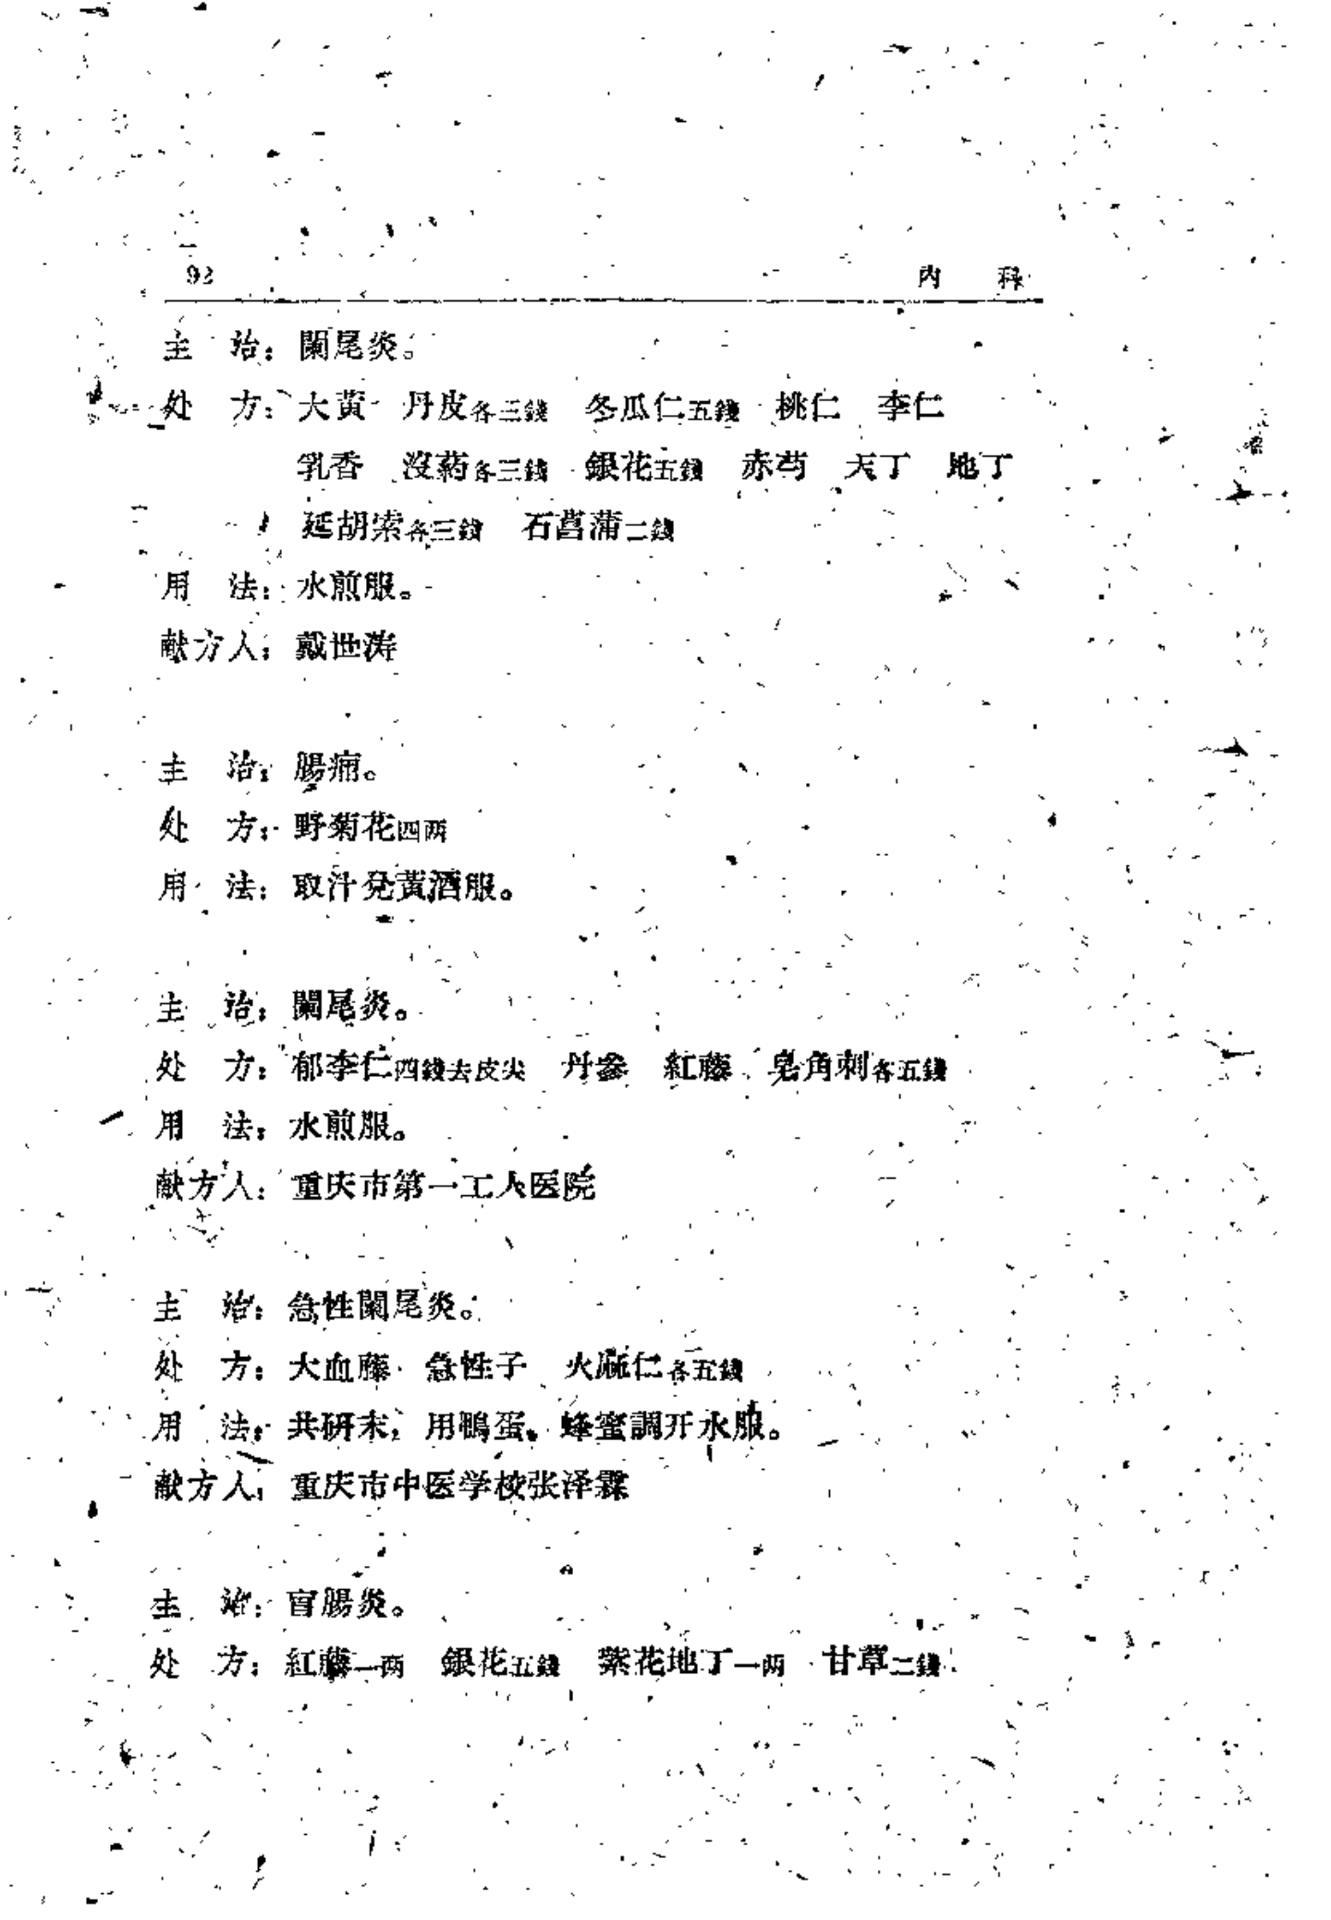 92 内 科
主 治：闌尾炎。
处 方：大黄 丹皮各三錢 冬瓜仁五錢 桃仁 李仁
乳香 沒葯各三錢 銀花五錢 赤芍 天丁 地丁
延胡索各三錢 石菖蒲二錢
用 法：水煎服。
献方人：戴世涛
主 治：腸痈。
处 方：野菊花四两
用 法：取汁兌黄酒服。
主 治：闌尾炎。
处 方：郁李仁四錢去皮尖 丹參 紅藤 皂角刺各五錢
用 法：水煎服。
献方人：重庆市第一工人医院
主 治：急性闌尾炎。
处 方：大血藤 急性子 火麻仁各五錢
用 法：共研末，用鴨蛋、蜂蜜調开水服。
献方人：重庆市中医学校张泽霖
主 治：盲腸炎。
处 方：紅藤一两 銀花五錢 紫花地丁一两 甘草二錢